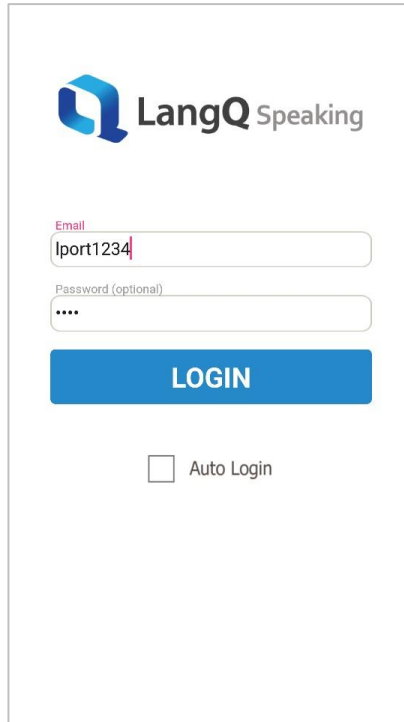 LangQ Speaking
Email
lport1234
Password (optional)
••••
LOGIN
Auto Login